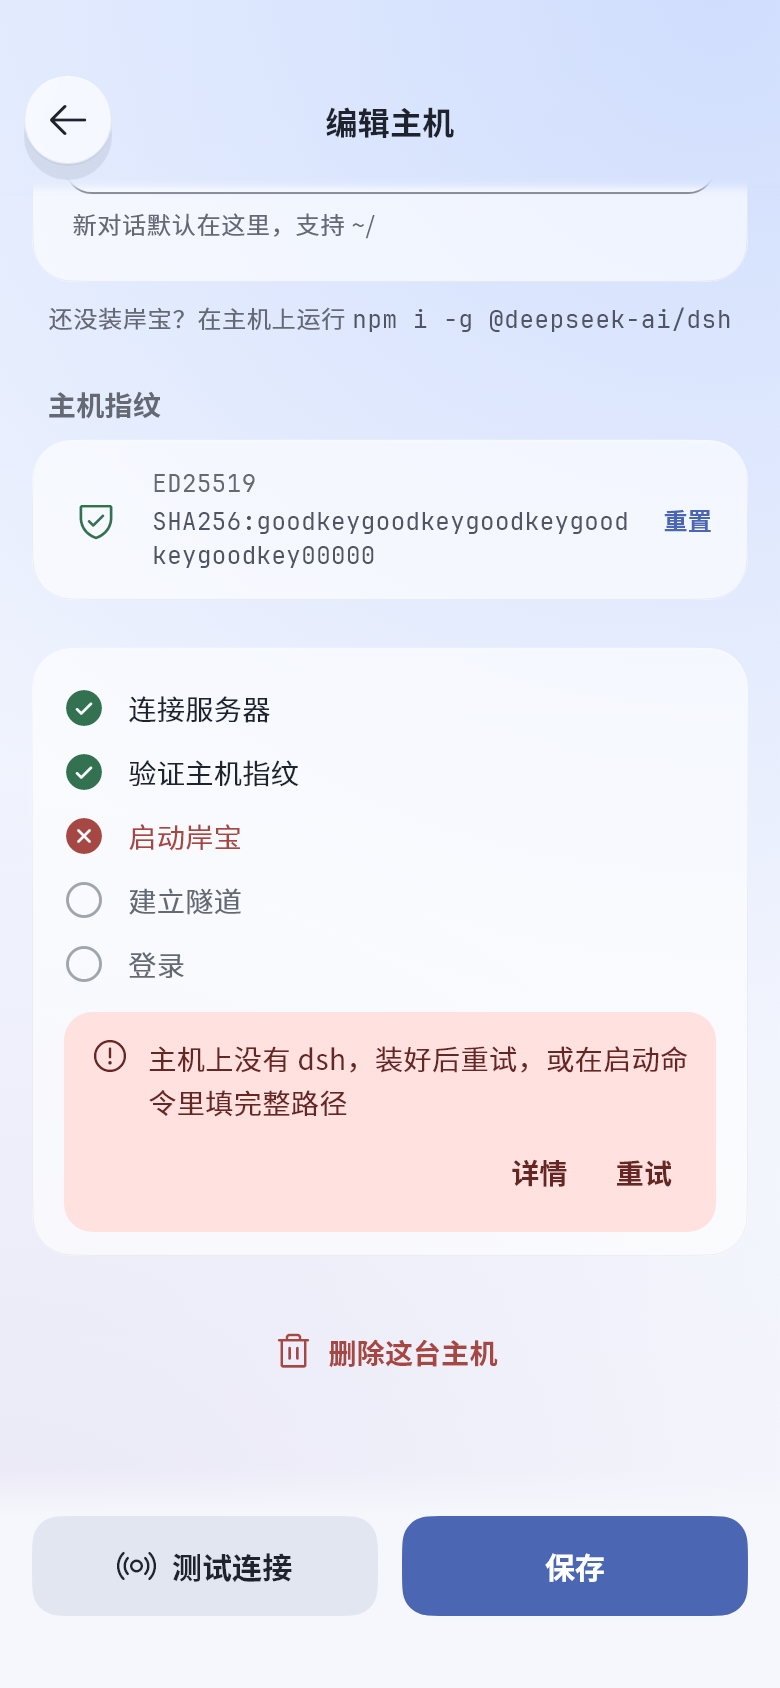 编辑主机
新对话默认在这里，支持 ~/
还没装岸宝？在主机上运行 npm i -g @deepseek-ai/dsh
主机指纹
ED25519
SHA256:goodkeygoodkeygoodkeygood
keygoodkey00000
重置
连接服务器
验证主机指纹
启动岸宝
建立隧道
登录
主机上没有 dsh，装好后重试，或在启动命
令里填完整路径
详情 重试
删除这台主机
测试连接 保存